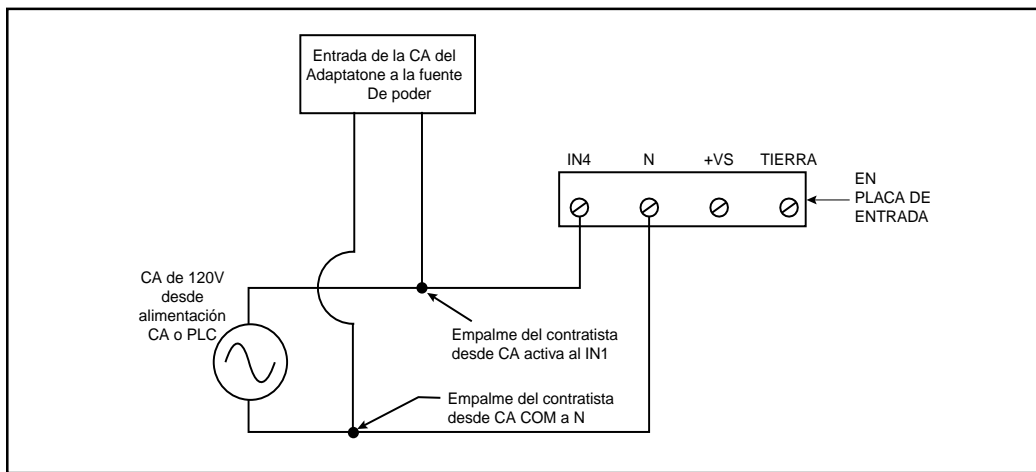 Entrada de la CA del
Adaptatone a la fuente
De poder
IN4 N +VS TIERRA
EN
PLACA DE
ENTRADA
CA de 120V
desde
alimentación
CA o PLC
Empalme del contratista
desde CA activa al IN1
Empalme del contratista
desde CA COM a N